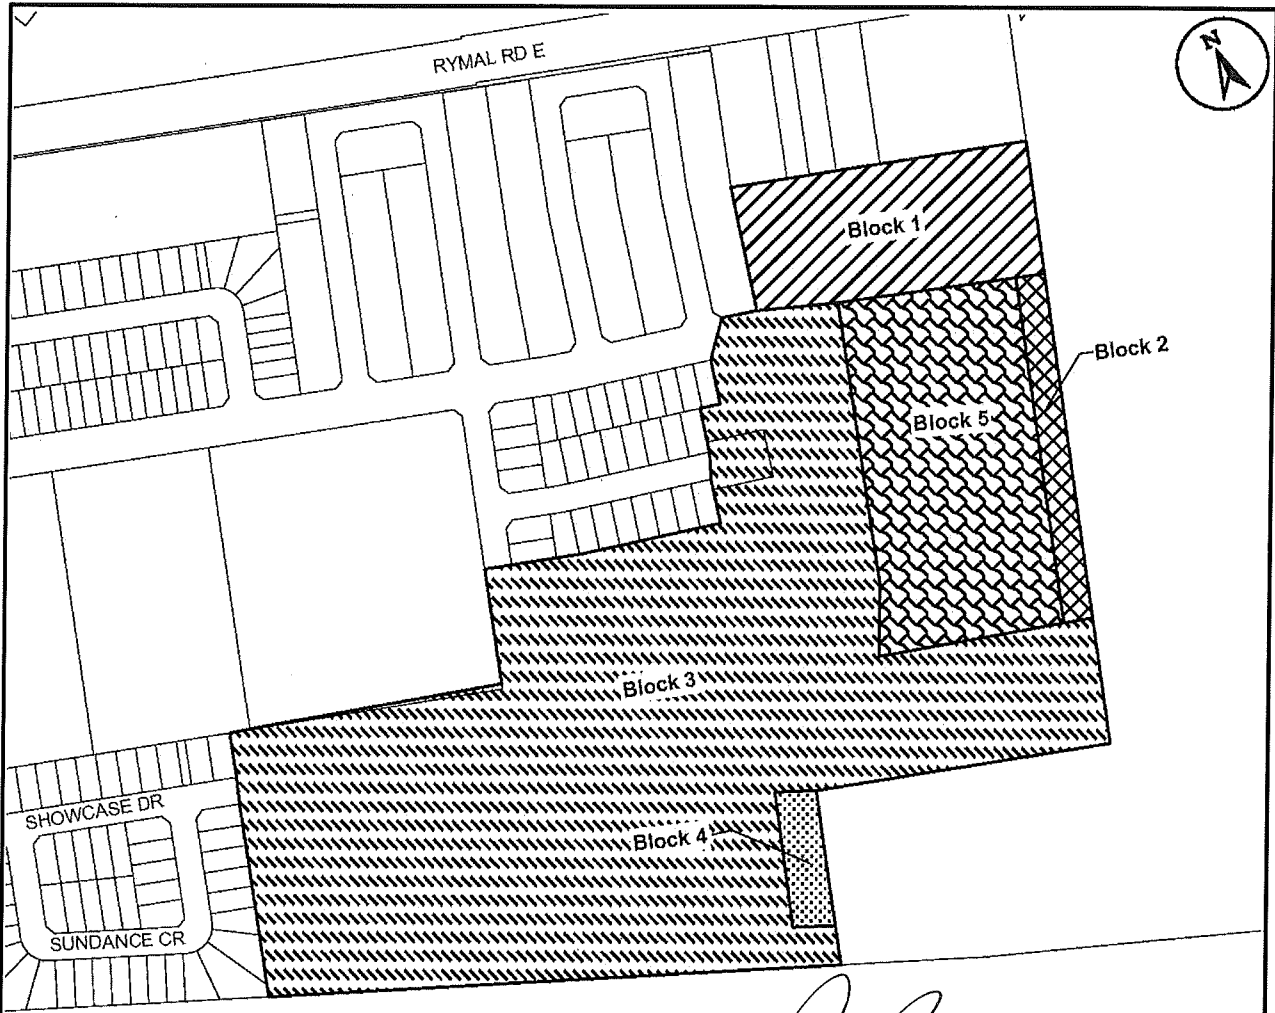 RYMAL RD E
N
Block 1
Block 2
Block 5
Block 3
SHOWCASE DR
Block 4
SUNDANCE CR